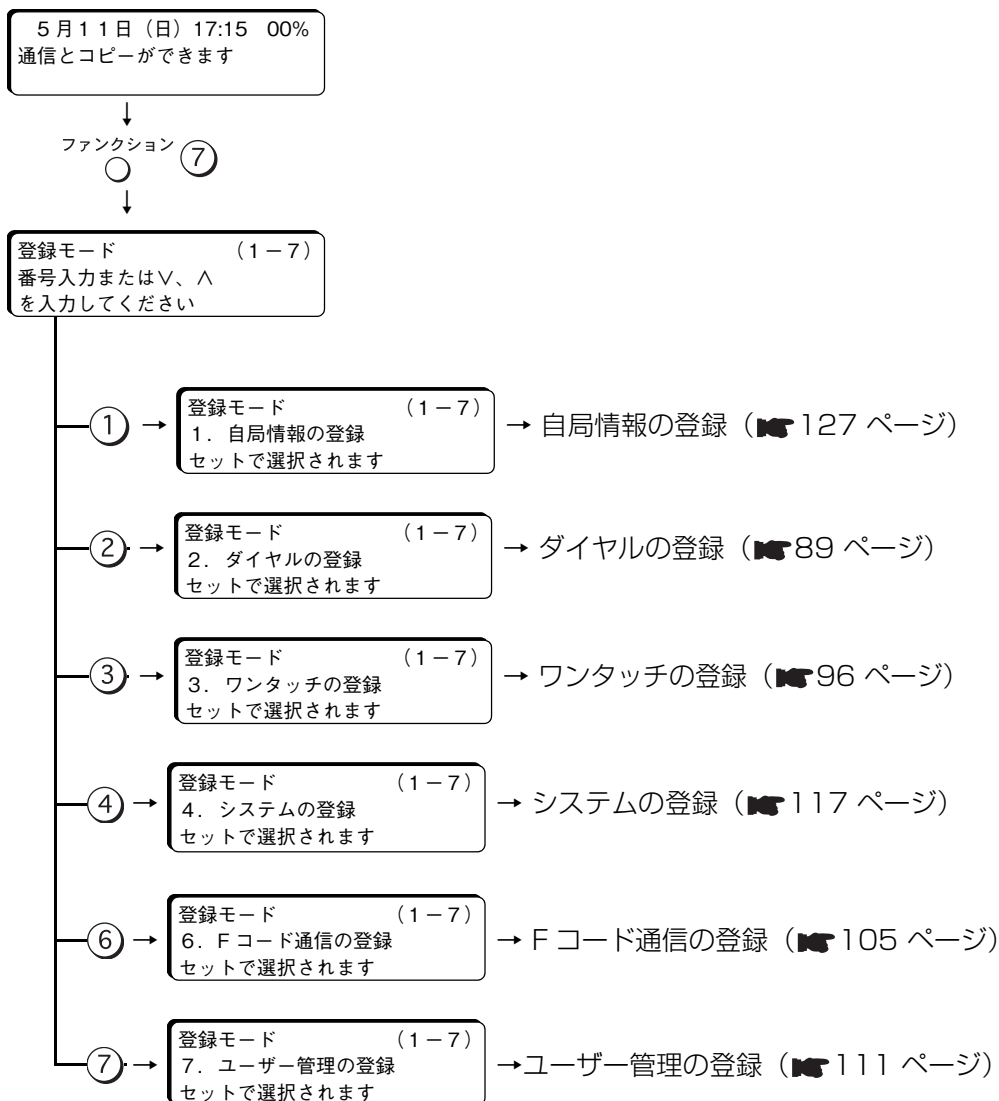 5月11日（日）17:15 00%
通信とコピーができます
↓
ファンクション ⑦
↓
登録モード （1－7）
番号入力または∨、∧
を入力してください
① → 登録モード （1－7） → 自局情報の登録（☛127 ページ）
1．自局情報の登録
セットで選択されます
② → 登録モード （1－7） → ダイヤルの登録（☛89 ページ）
2．ダイヤルの登録
セットで選択されます
③ → 登録モード （1－7） → ワンタッチの登録（☛96 ページ）
3．ワンタッチの登録
セットで選択されます
④ → 登録モード （1－7） → システムの登録（☛117 ページ）
4．システムの登録
セットで選択されます
⑥ → 登録モード （1－7） → F コード通信の登録（☛105 ページ）
6．F コード通信の登録
セットで選択されます
⑦ → 登録モード （1－7） →ユーザー管理の登録（☛111 ページ）
7．ユーザー管理の登録
セットで選択されます